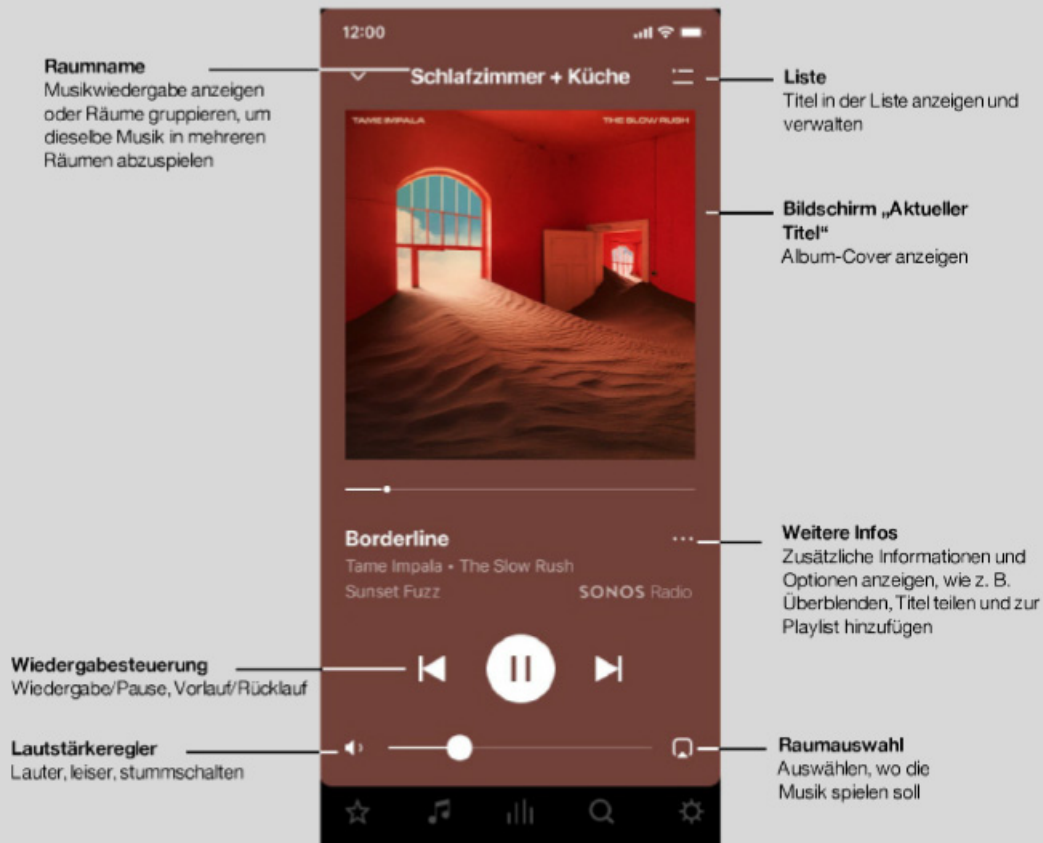 12:00
Raumname
Musikwiedergabe anzeigen
oder Räume gruppieren, um
dieselbe Musik in mehreren
Räumen abzuspielen
Schlafzimmer + Küche
Liste
Titel in der Liste anzeigen und
verwalten
TAME IMPALA
THE SLOW RUSH
Bildschirm „Aktueller
Titel“
Album-Cover anzeigen
Borderline
Tame Impala • The Slow Rush
Sunset Fuzz
SONOS Radio
Weitere Infos
Zusätzliche Informationen und
Optionen anzeigen, wie z. B.
Überblenden, Titel teilen und zur
Playlist hinzufügen
Wiedergabesteuerung
Wiedergabe/Pause, Vorlauf/Rücklauf
Lautstärkeregler
Lauter, leiser, stummschalten
Raumauswahl
Auswählen, wo die
Musik spielen soll